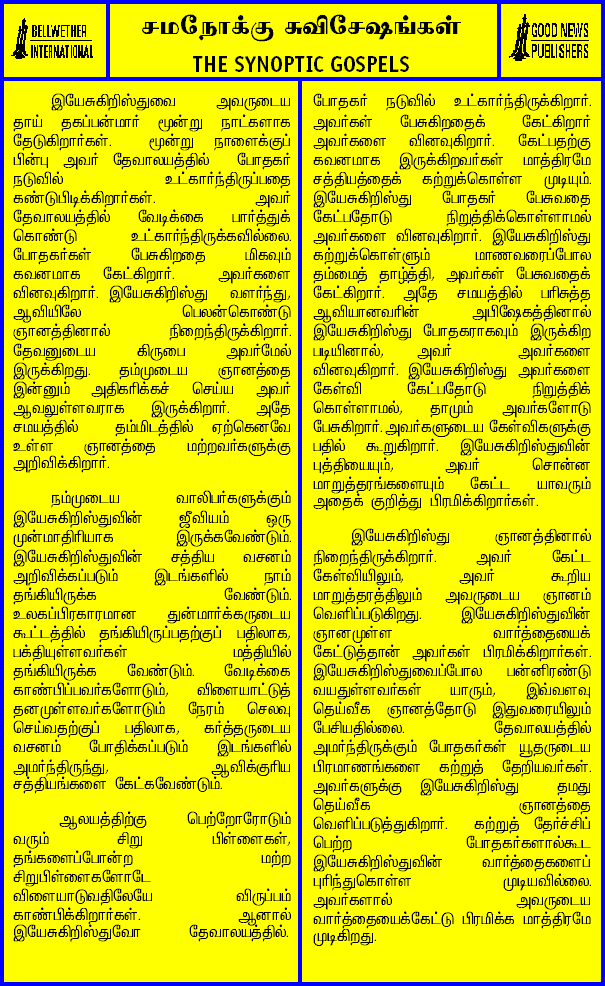 BELLWETHER
INTERNATIONAL
சமநோக்கு சுவிசேஷங்கள்
THE SYNOPTIC GOSPELS
GOOD NEWS
PUBLISHERS
இயேசுகிறிஸ்துவை அவருடைய
தாய் தகப்பன்மார் மூன்று நாட்களாக
தேடுகிறார்கள். மூன்று நாளைக்குப்
பின்பு அவர் தேவாலயத்தில் போதகர்
நடுவில் உட்கார்ந்திருப்பதை
கண்டுபிடிக்கிறார்கள். அவர்
தேவாலயத்தில் வேடிக்கை பார்த்துக்
கொண்டு உட்கார்ந்திருக்கவில்லை.
போதகர்கள் பேசுகிறதை மிகவும்
கவனமாக கேட்கிறார். அவர்களை
வினவுகிறார். இயேசுகிறிஸ்து வளர்ந்து,
ஆவியிலே பெலன்கொண்டு
ஞானத்தினால் நிறைந்திருக்கிறார்.
தேவனுடைய கிருபை அவர்மேல்
இருக்கிறது. தம்முடைய ஞானத்தை
இன்னும் அதிகரிக்கச் செய்ய அவர்
ஆவலுள்ளவராக இருக்கிறார். அதே
சமயத்தில் தம்மிடத்தில் ஏற்கெனவே
உள்ள ஞானத்தை மற்றவர்களுக்கு
அறிவிக்கிறார்.
நம்முடைய வாலிபர்களுக்கும்
இயேசுகிறிஸ்துவின் ஜீவியம் ஒரு
முன்மாதிரியாக இருக்கவேண்டும்.
இயேசுகிறிஸ்துவின் சத்திய வசனம்
அறிவிக்கப்படும் இடங்களில் நாம்
தங்கியிருக்க வேண்டும்.
உலகப்பிரகாரமான துன்மார்க்கருடைய
கூட்டத்தில் தங்கியிருப்பதற்குப் பதிலாக,
பக்தியுள்ளவர்கள் மத்தியில்
தங்கியிருக்க வேண்டும். வேடிக்கை
காண்பிப்பவர்களோடும், விளையாட்டுத்
தனமுள்ளவர்களோடும் நேரம் செலவு
செய்வதற்குப் பதிலாக, கர்த்தருடைய
வசனம் போதிக்கப்படும் இடங்களில்
அமர்ந்திருந்து, ஆவிக்குரிய
சத்தியங்களை கேட்கவேண்டும்.
ஆலயத்திற்கு பெற்றோரோடும்
வரும் சிறு பிள்ளைகள்,
தங்களைப்போன்ற மற்ற
சிறுபிள்ளைகளோடே
விளையாடுவதிலேயே விருப்பம்
காண்பிக்கிறார்கள். ஆனால்
இயேசுகிறிஸ்துவோ தேவாலயத்தில்.
போதகர் நடுவில் உட்கார்ந்திருக்கிறார்.
அவர்கள் பேசுகிறதைக் கேட்கிறார்
அவர்களை வினவுகிறார். கேட்பதற்கு
கவனமாக இருக்கிறவர்கள் மாத்திரமே
சத்தியத்தைக் கற்றுக்கொள்ள முடியும்.
இயேசுகிறிஸ்து போதகர் பேசுவதை
கேட்பதோடு நிறுத்திக்கொள்ளாமல்
அவர்களை வினவுகிறார். இயேசுகிறிஸ்து
கற்றுக்கொள்ளும் மாணவரைப்போல
தம்மைத் தாழ்த்தி, அவர்கள் பேசுவதைக்
கேட்கிறார். அதே சமயத்தில் பரிசுத்த
ஆவியானவரின் அபிஷேகத்தினால்
இயேசுகிறிஸ்து போதகராகவும் இருக்கிற
படியினால், அவர் அவர்களை
வினவுகிறார். இயேசுகிறிஸ்து அவர்களை
கேள்வி கேட்பதோடு நிறுத்திக்
கொள்ளாமல், தாமும் அவர்களோடு
பேசுகிறார். அவர்களுடைய கேள்விகளுக்கு
பதில் கூறுகிறார். இயேசுகிறிஸ்துவின்
புத்தியையும், அவர் சொன்ன
மாறுத்தரங்களையும் கேட்ட யாவரும்
அதைக் குறித்து பிரமிக்கிறார்கள்.
இயேசுகிறிஸ்து ஞானத்தினால்
நிறைந்திருக்கிறார். அவர் கேட்ட
கேள்வியிலும், அவர் கூறிய
மாறுத்தரத்திலும் அவருடைய ஞானம்
வெளிப்படுகிறது. இயேசுகிறிஸ்துவின்
ஞானமுள்ள வார்த்தையைக்
கேட்டுத்தான் அவர்கள் பிரமிக்கிறார்கள்.
இயேசுகிறிஸ்துவைப்போல பன்னிரண்டு
வயதுள்ளவர்கள் யாரும், இவ்வளவு
தெய்வீக ஞானத்தோடு இதுவரையிலும்
பேசியதில்லை. தேவாலயத்தில்
அமர்ந்திருக்கும் போதகர்கள் யூதருடைய
பிரமாணங்களை கற்றுத் தேறியவர்கள்.
அவர்களுக்கு இயேசுகிறிஸ்து தமது
தெய்வீக ஞானத்தை
வெளிப்படுத்துகிறார். கற்றுத் தேர்ச்சிப்
பெற்ற போதகர்களால்கூட
இயேசுகிறிஸ்துவின் வார்த்தைகளைப்
புரிந்துகொள்ள முடியவில்லை.
அவர்களால் அவருடைய
வார்த்தையைக்கேட்டு பிரமிக்க மாத்திரமே
முடிகிறது.